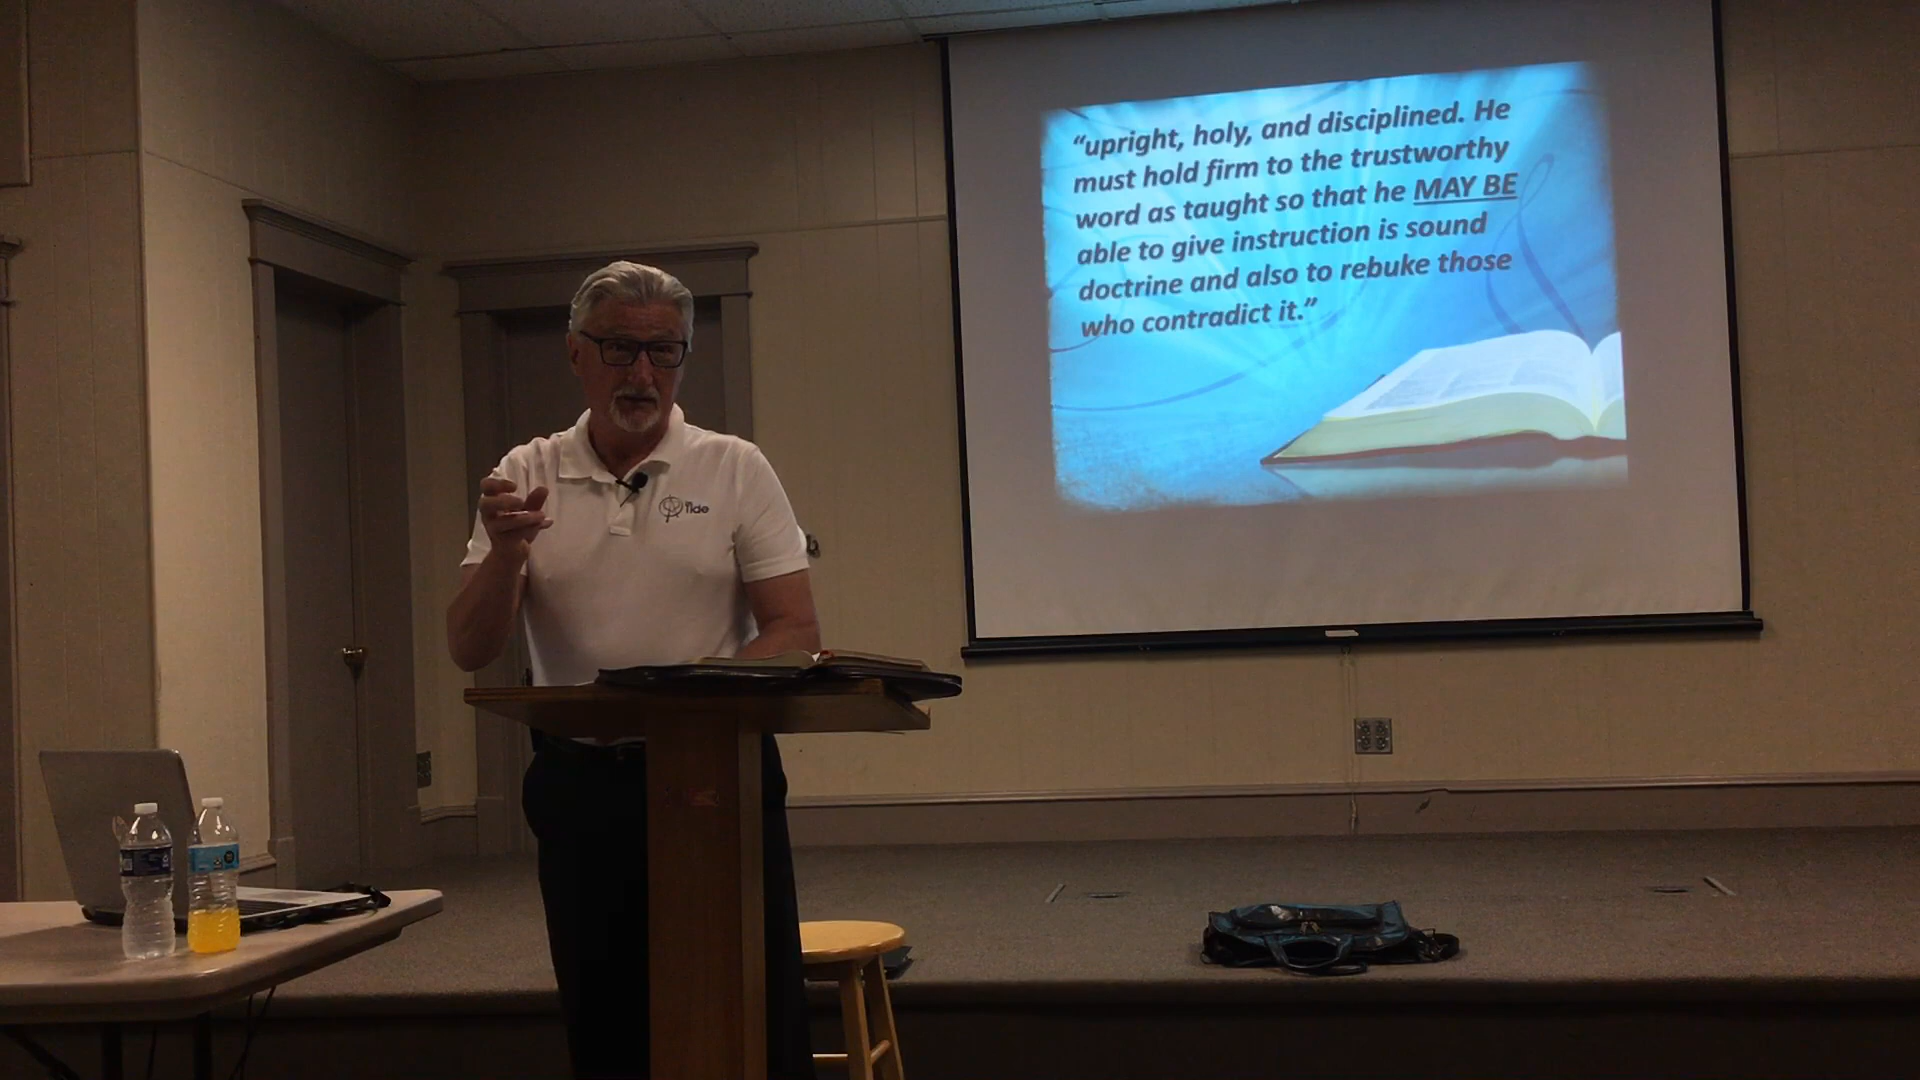 “upright, holy, and disciplined. He
must hold firm to the trustworthy
word as taught so that he MAY BE
able to give instruction is sound
doctrine and also to rebuke those
who contradict it.”
Tide